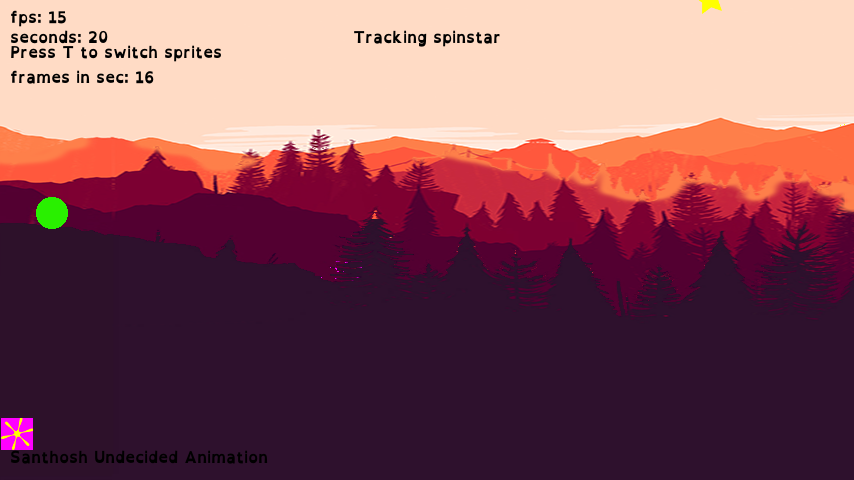 fps: 15
seconds: 20
Tracking spinstar
Press T to switch sprites
frames in sec: 16
Santhosh Undecided Animation